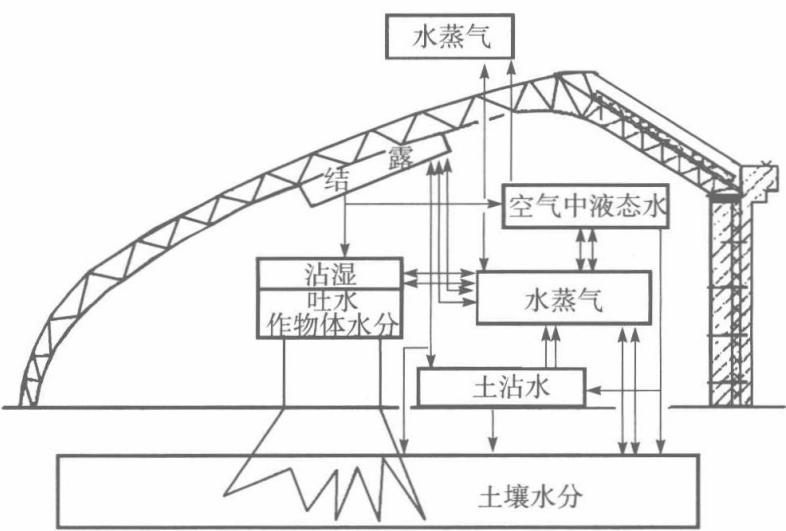 水蒸气
结露
空气中液态水
沾湿
吐水
作物体水分
水蒸气
土沾水
土壤水分